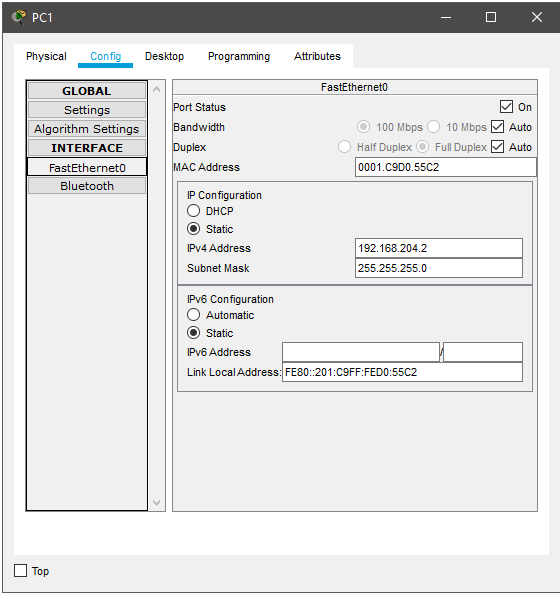 PC1
Physical Config Desktop Programming Attributes
GLOBAL
Settings
Algorithm Settings
INTERFACE
FastEthernet0
Bluetooth
FastEthernet0
Port Status On
Bandwidth 100 Mbps 10 Mbps Auto
Duplex Half Duplex Full Duplex Auto
MAC Address 0001.C9D0.55C2
IP Configuration
DHCP
Static
IPv4 Address 192.168.204.2
Subnet Mask 255.255.255.0
IPv6 Configuration
Automatic
Static
IPv6 Address /
Link Local Address: FE80::201:C9FF:FED0:55C2
Top